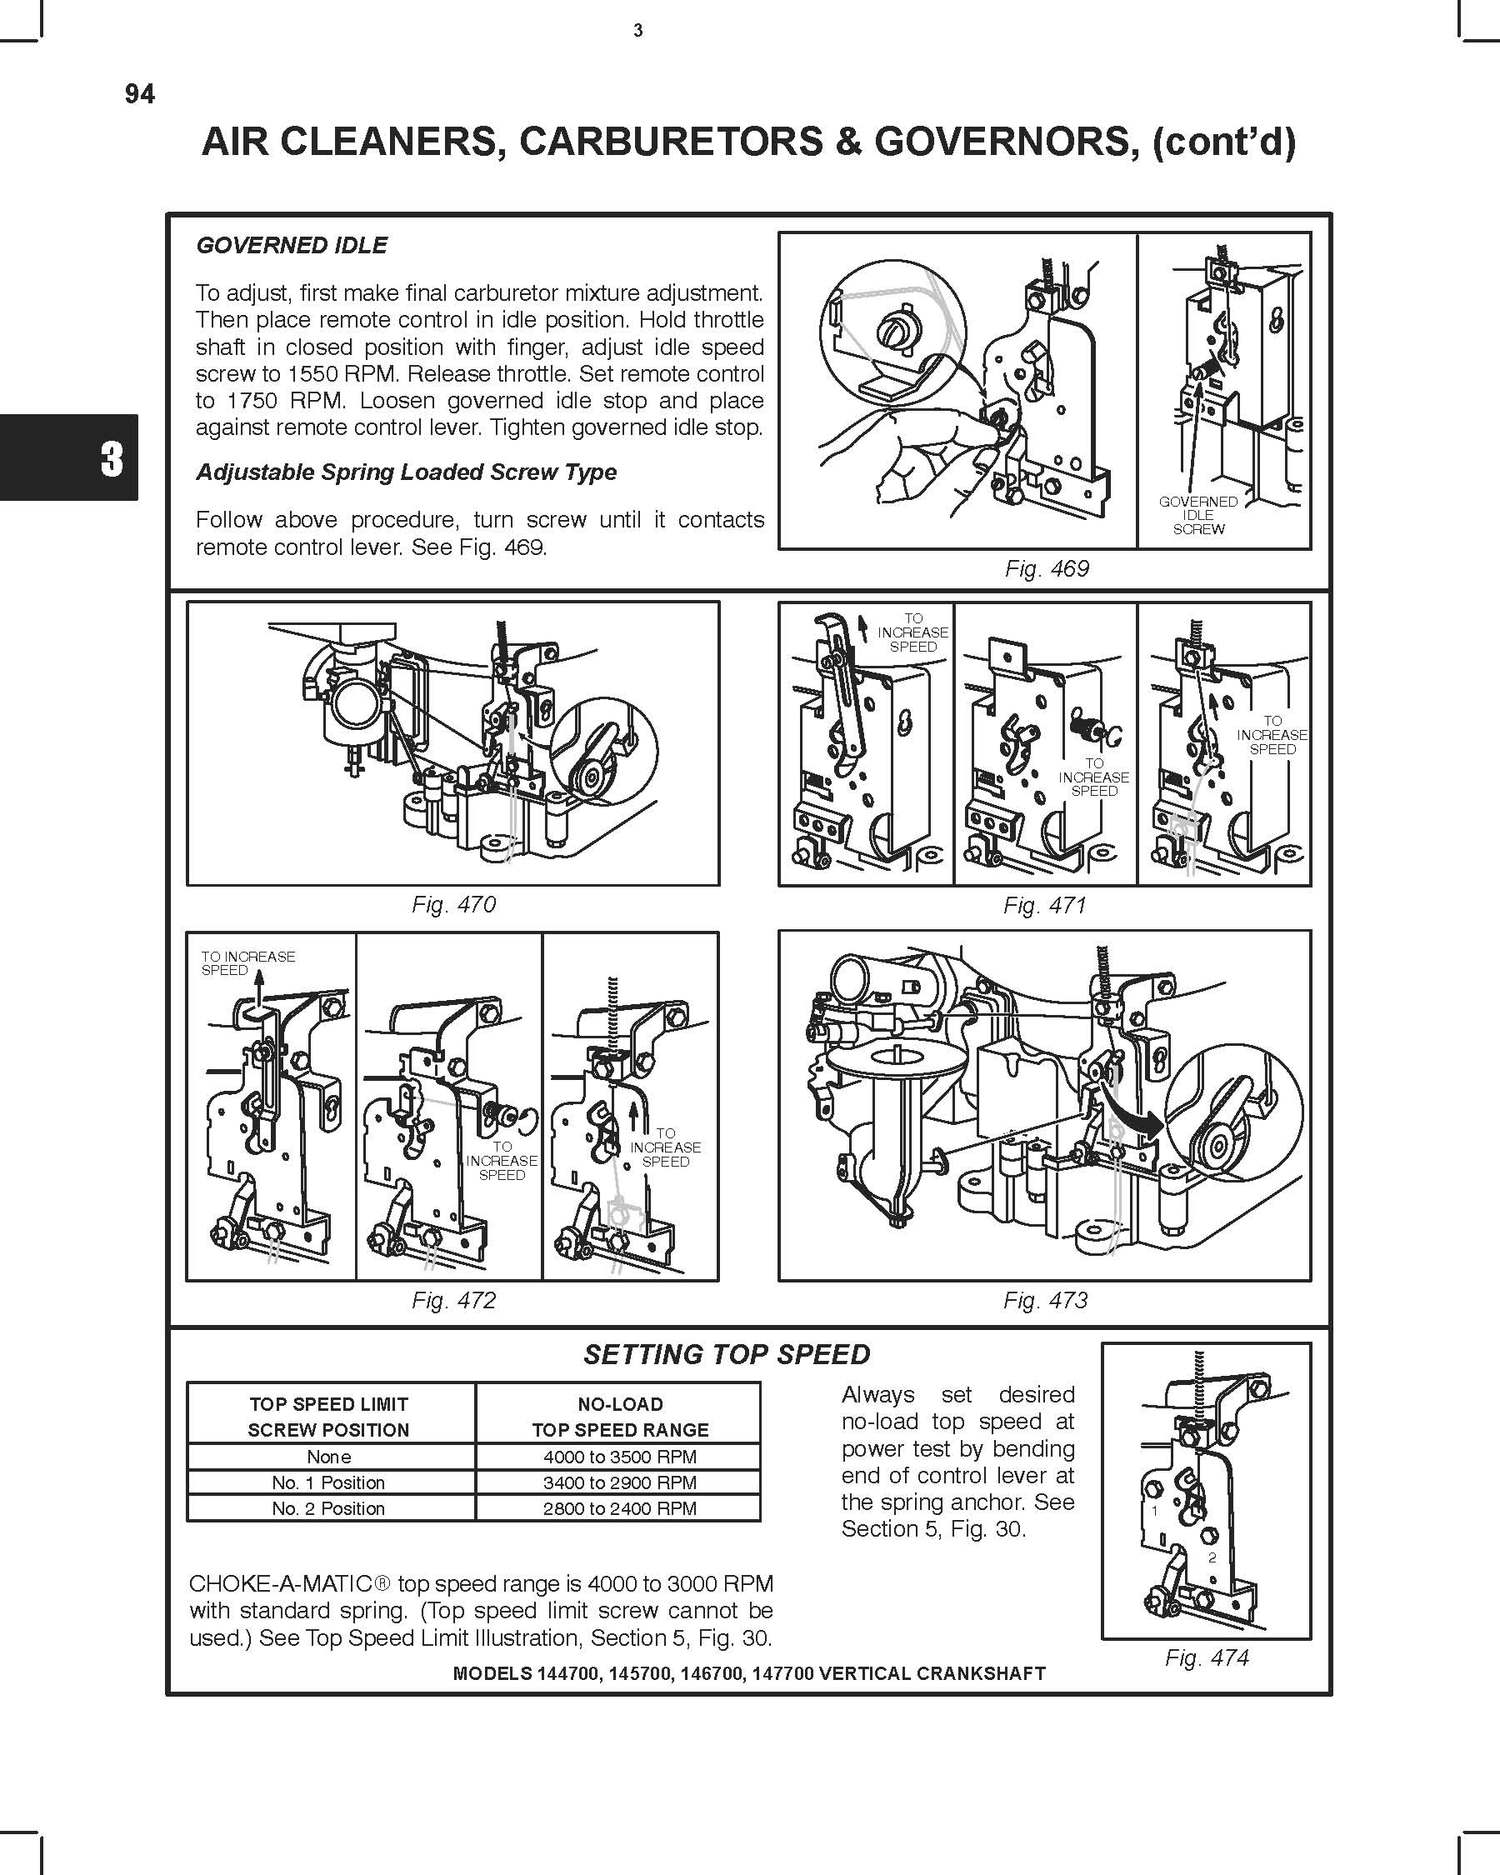 3
94
AIR CLEANERS, CARBURETORS & GOVERNORS, (cont’d)
3
GOVERNED IDLE
To adjust, first make final carburetor mixture adjustment.
Then place remote control in idle position. Hold throttle
shaft in closed position with finger, adjust idle speed
screw to 1550 RPM. Release throttle. Set remote control
to 1750 RPM. Loosen governed idle stop and place
against remote control lever. Tighten governed idle stop.
Adjustable Spring Loaded Screw Type
Follow above procedure, turn screw until it contacts
remote control lever. See Fig. 469.
GOVERNED
IDLE
SCREW
Fig. 469
Fig. 470
TO
INCREASE
SPEED
TO
INCREASE
SPEED
TO
INCREASE
SPEED
Fig. 471
TO INCREASE
SPEED
TO
INCREASE
SPEED
TO
INCREASE
SPEED
Fig. 472
Fig. 473
SETTING TOP SPEED
TOP SPEED LIMIT
SCREW POSITION
NO-LOAD
TOP SPEED RANGE
None 4000 to 3500 RPM
No. 1 Position 3400 to 2900 RPM
No. 2 Position 2800 to 2400 RPM
Always set desired
no-load top speed at
power test by bending
end of control lever at
the spring anchor. See
Section 5, Fig. 30.
1
2
Fig. 474
CHOKE-A-MATIC® top speed range is 4000 to 3000 RPM
with standard spring. (Top speed limit screw cannot be
used.) See Top Speed Limit Illustration, Section 5, Fig. 30.
MODELS 144700, 145700, 146700, 147700 VERTICAL CRANKSHAFT